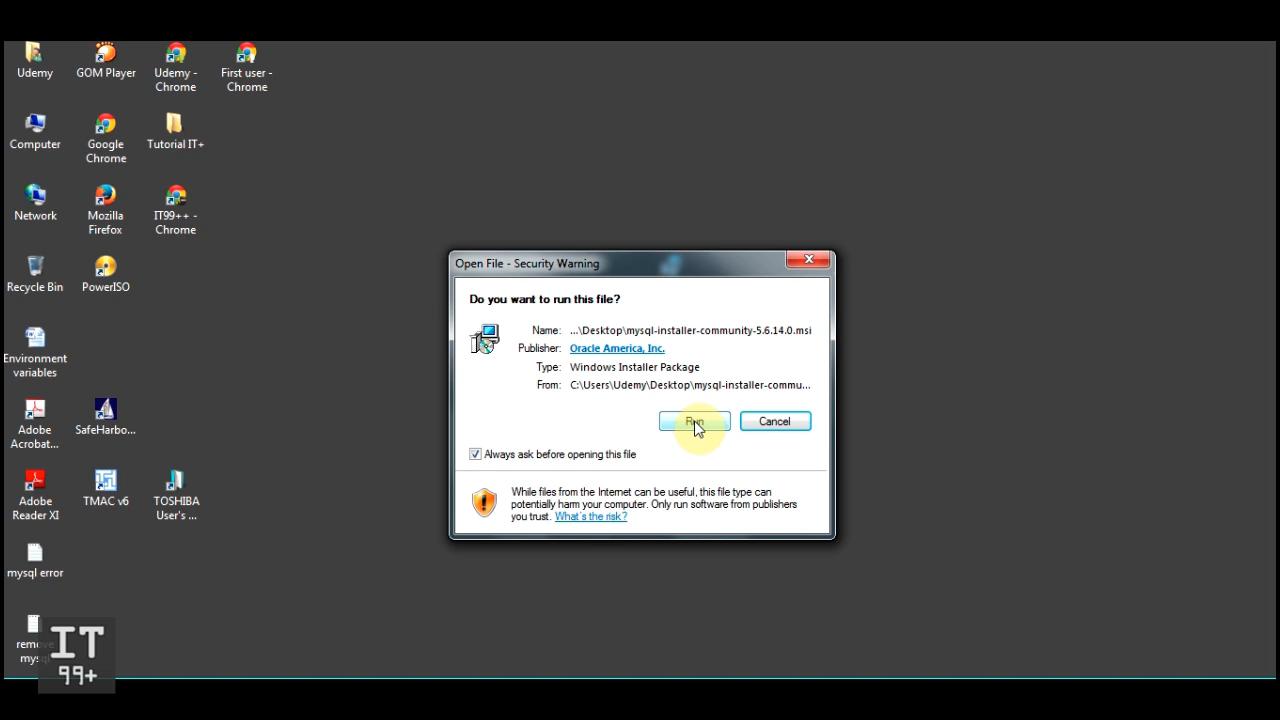 Udemy
GOM Player
Udemy -
Chrome
First user -
Chrome
Computer
Google
Chrome
Tutorial IT+
Network
Mozilla
Firefox
IT99++ -
Chrome
Recycle Bin
PowerISO
Environment
variables
Adobe
Acrobat...
SafeHarbo...
Adobe
Reader XI
TMAC v6
TOSHIBA
User's ...
mysql error
IT
99+
Open File - Security Warning
Do you want to run this file?
Name: ...\Desktop\mysql-installer-community-5.6.14.0.msi
Publisher: Oracle America, Inc.
Type: Windows Installer Package
From: C:\Users\Udemy\Desktop\mysql-installer-commu...
Run Cancel
Always ask before opening this file
While files from the Internet can be useful, this file type can
potentially harm your computer. Only run software from publishers
you trust. What's the risk?